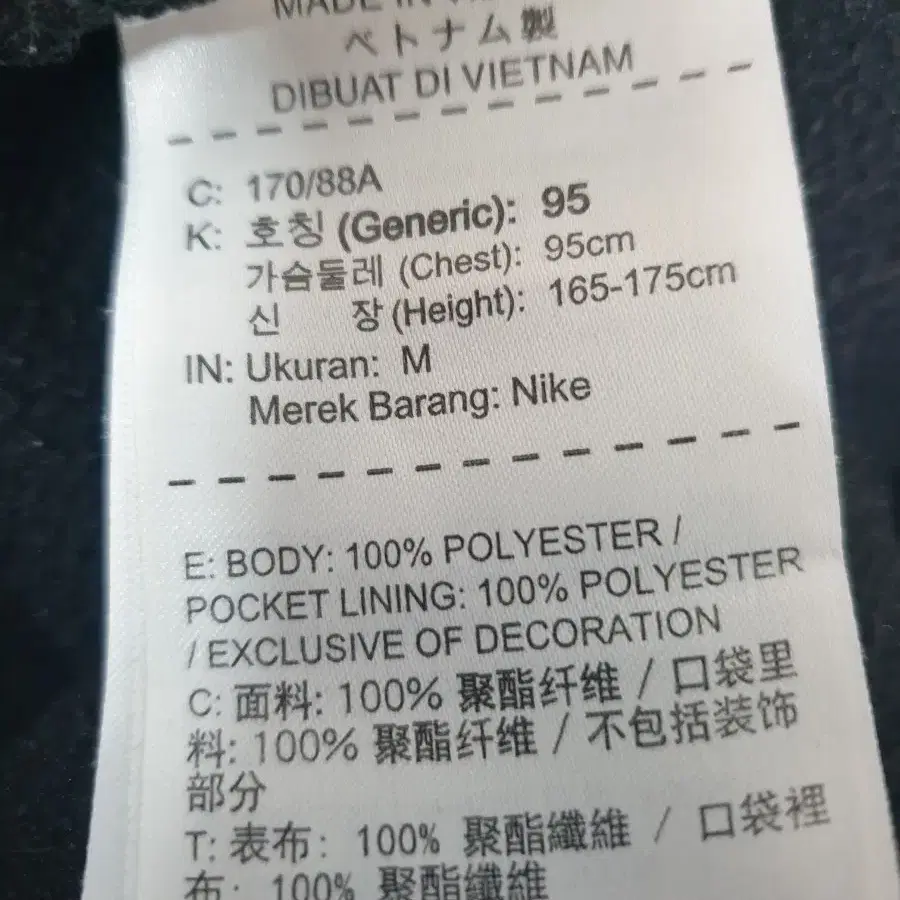 MADE IN VIETNAM
ベトナム製
DIBUAT DI VIETNAM
C: 170/88A
K: 호칭 (Generic): 95
가슴둘레 (Chest): 95cm
신 장 (Height): 165-175cm
IN: Ukuran: M
Merek Barang: Nike
E: BODY: 100% POLYESTER /
POCKET LINING: 100% POLYESTER
/ EXCLUSIVE OF DECORATION
C: 面料: 100% 聚酯纤维 / 口袋里
料: 100% 聚酯纤维 / 不包括装饰
部分
T: 表布: 100% 聚酯纖維 / 口袋裡
布: 100% 聚酯纖維